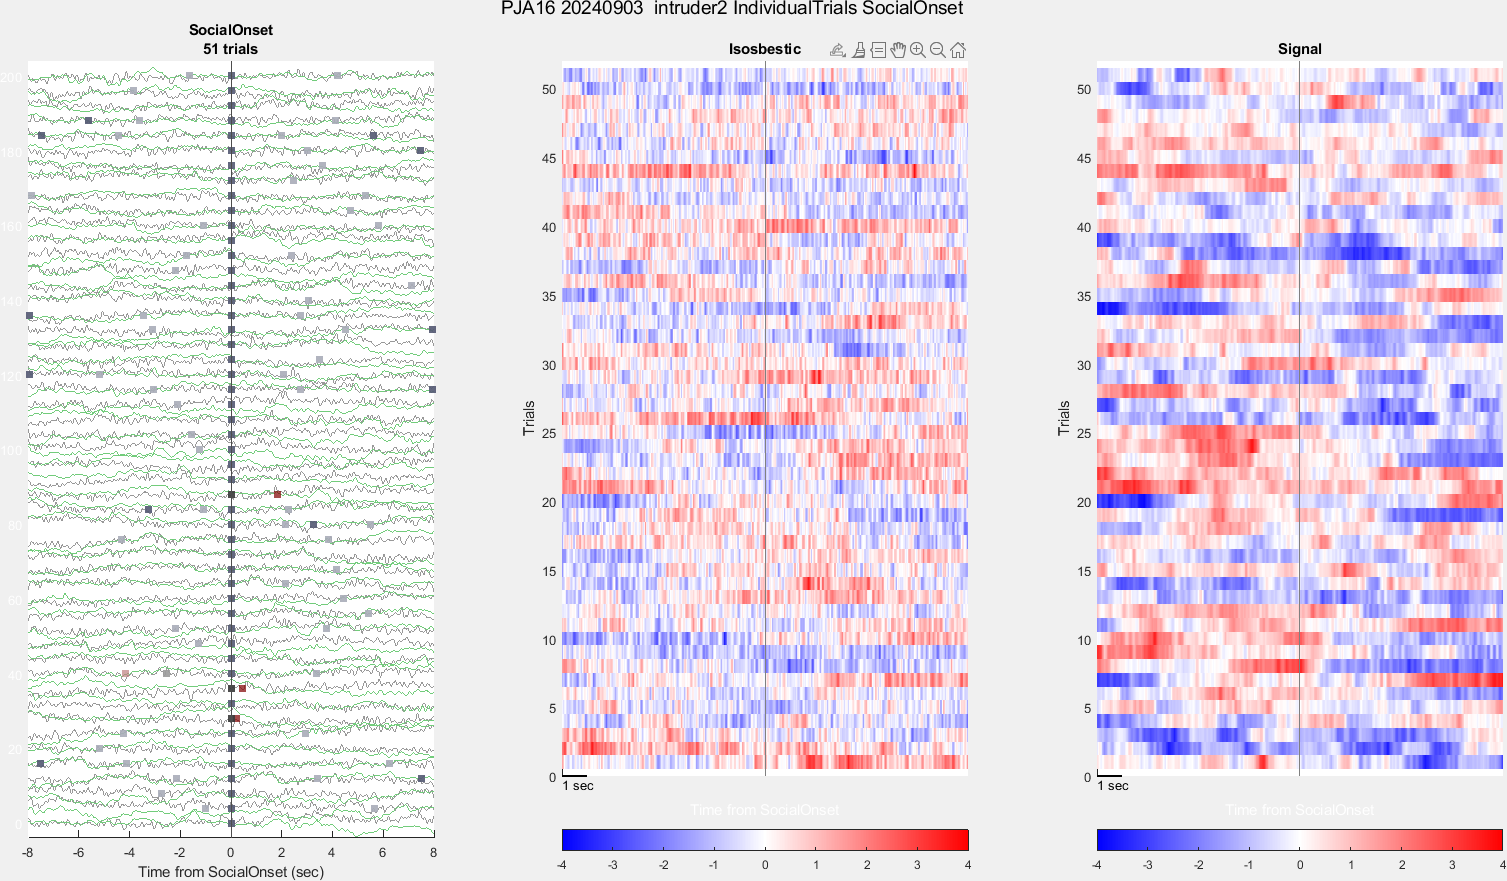 PJA16 20240903  intruder2 IndividualTrials SocialOnset
SocialOnset
51 trials
200
180
160
140
120
100
80
60
40
20
0
-8 -6 -4 -2 0 2 4 6 8
Time from SocialOnset (sec)
Isosbestic
Trials
50
45
40
35
30
25
20
15
10
5
0
1 sec
Time from SocialOnset
-4 -3 -2 -1 0 1 2 3 4
Signal
Trials
50
45
40
35
30
25
20
15
10
5
0
1 sec
Time from SocialOnset
-4 -3 -2 -1 0 1 2 3 4